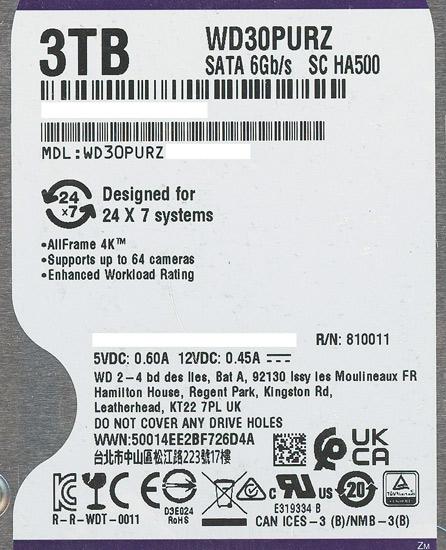 3TB
WD30PURZ
SATA 6Gb/s SC HA500
MDL:WD30PURZ
24
x7
Designed for
24 X 7 systems
•AllFrame 4K™
•Supports up to 64 cameras
•Enhanced Workload Rating
R/N: 810011
5VDC: 0.60A 12VDC: 0.45A
WD 2-4 bd des Iles, Bat A, 92130 Issy les Moulineaux FR
Hamilton House, Regent Park, Kingston Rd,
Leatherhead, KT22 7PL UK
DO NOT COVER ANY DRIVE HOLES
WWN:50014EE2BF726D4A
台北市中山區松江路223號17樓
UK
CA
R-R-WDT-0011
D3E024
RoHS
c UL US
E319334 B
20
CAN ICES-3 (B)/NMB-3(B)
ZM